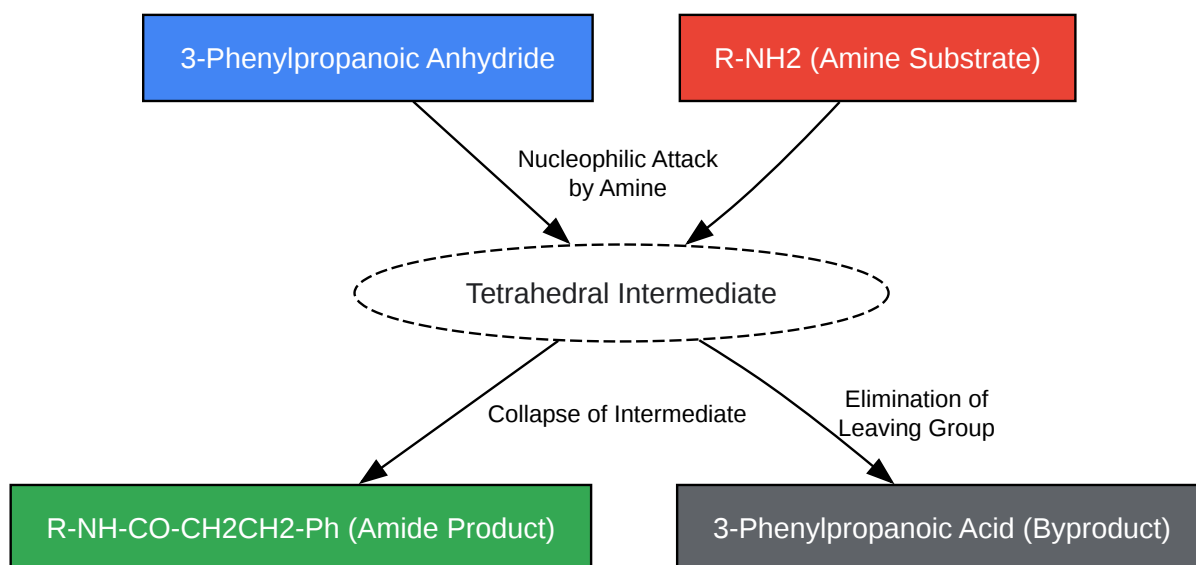 3-Phenylpropanoic Anhydride
R-NH2 (Amine Substrate)
Nucleophilic Attack
by Amine
Tetrahedral Intermediate
Collapse of Intermediate
Elimination of
Leaving Group
R-NH-CO-CH2CH2-Ph (Amide Product)
3-Phenylpropanoic Acid (Byproduct)